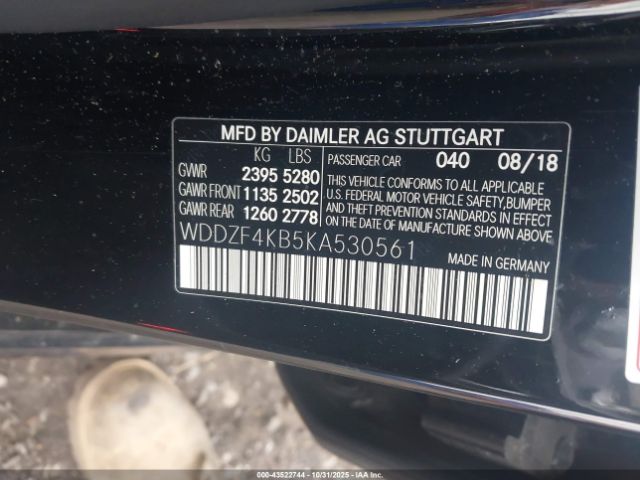 MFD BY DAIMLER AG STUTTGART
KG LBS
GVWR 2395 5280
GAWR FRONT 1135 2502
GAWR REAR 1260 2778
PASSENGER CAR 040 08/18
THIS VEHICLE CONFORMS TO ALL APPLICABLE
U.S. FEDERAL MOTOR VEHICLE SAFETY,BUMPER
AND THEFT PREVENTION STANDARDS IN EFFECT
ON THE DATE OF MANUFACTURE SHOWN ABOVE.
WDDZF4KB5KA530561
MADE IN GERMANY
IAAI
#: 43522744 - 10/31/2025 - IAA Inc.